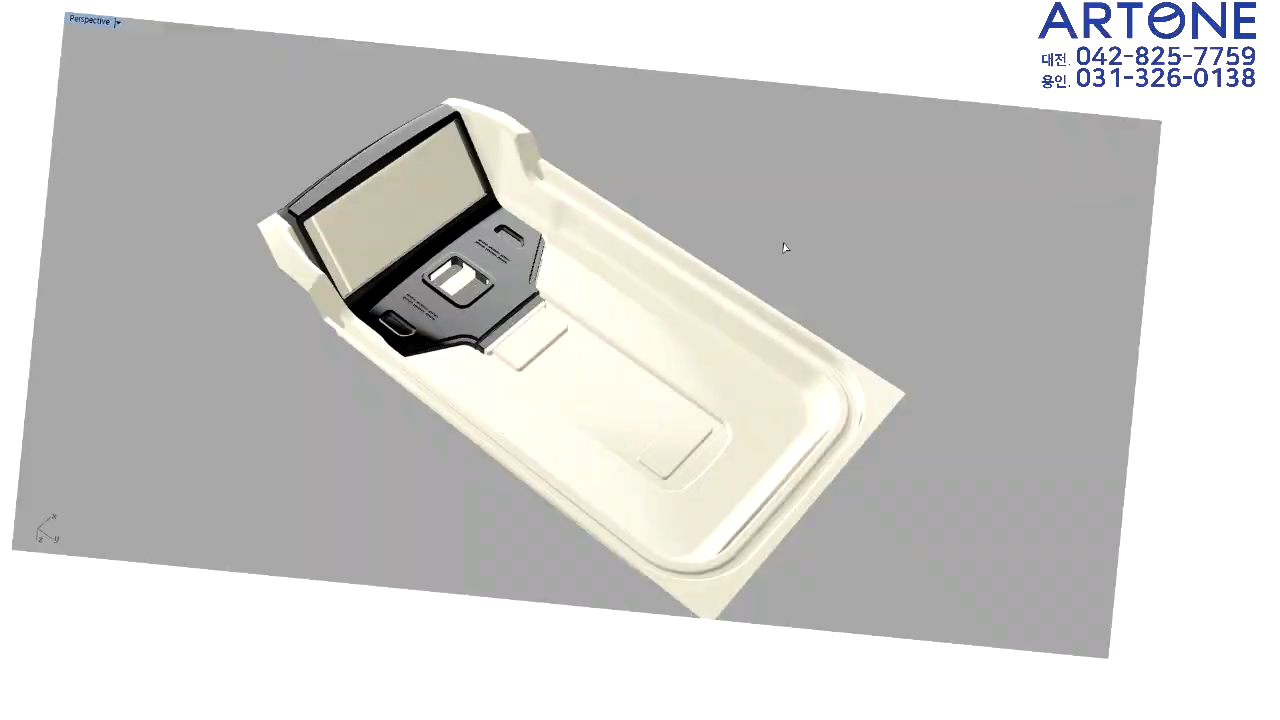 Perspective
ARTONE
대전. 042-825-7759
용인. 031-326-0138
x
y
z